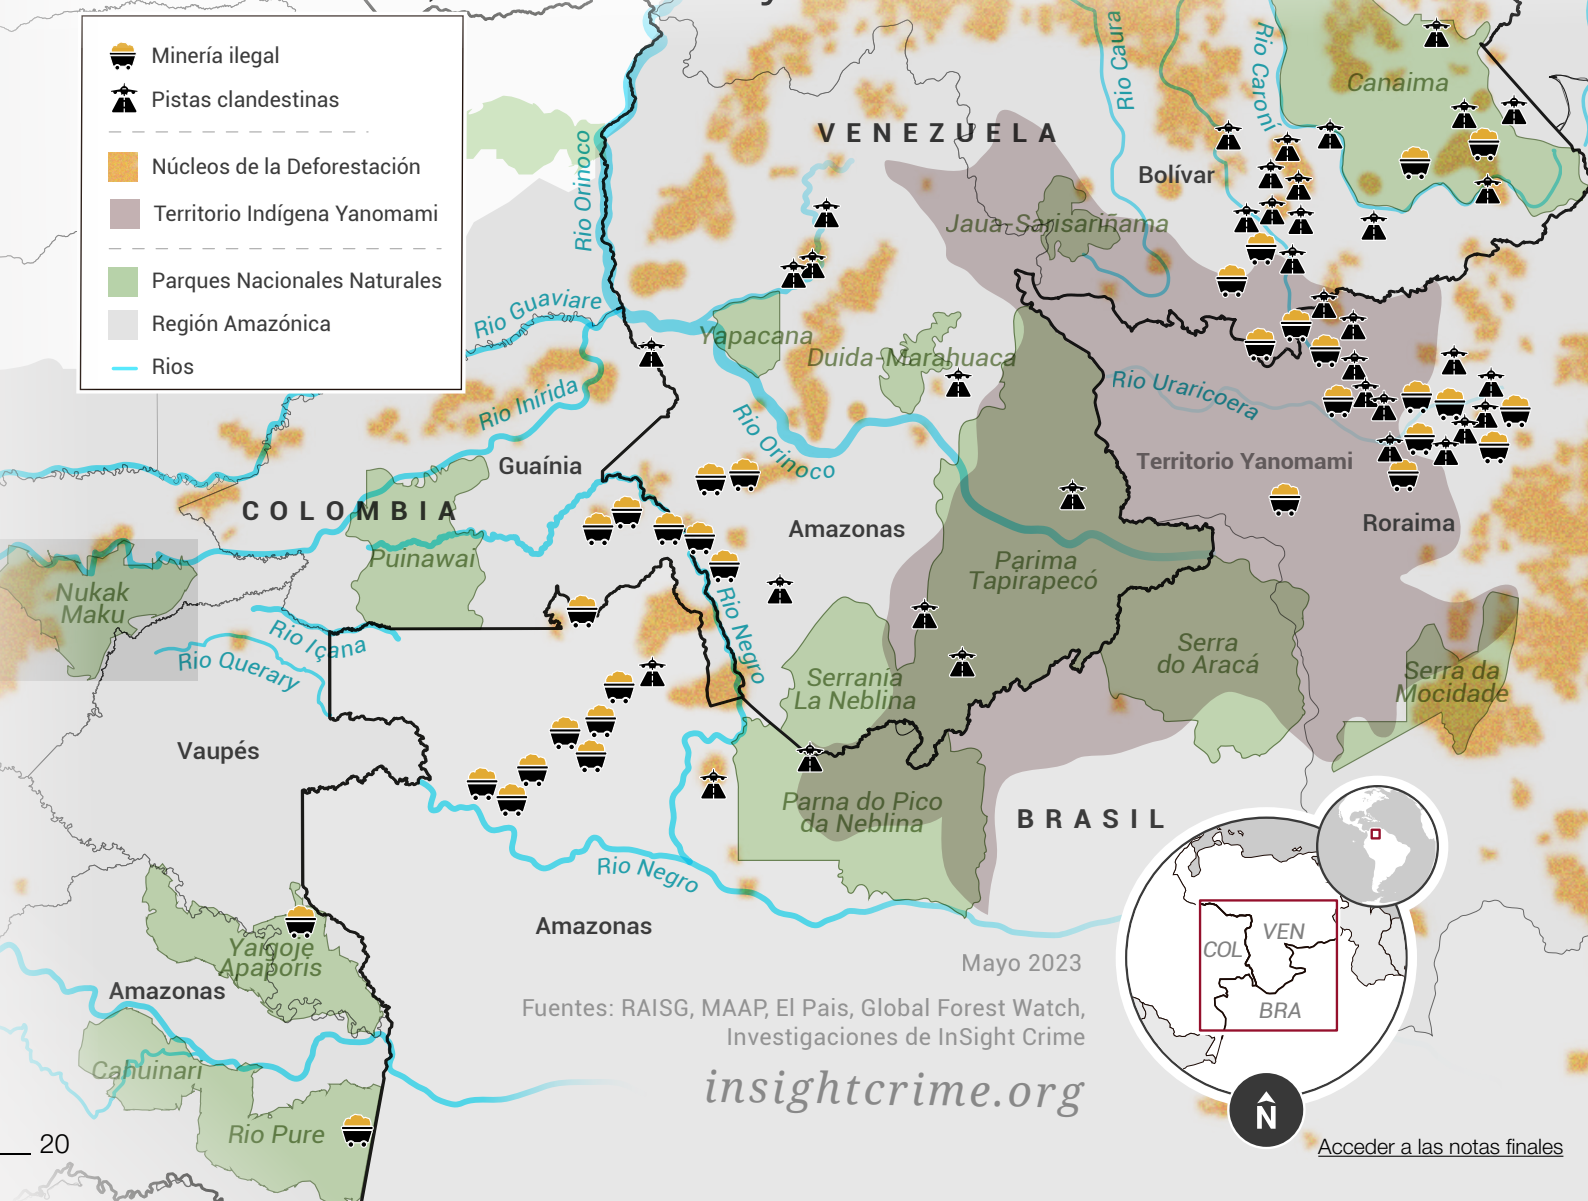 Minería ilegal
Pistas clandestinas
Núcleos de la Deforestación
Territorio Indígena Yanomami
Parques Nacionales Naturales
Región Amazónica
Rios
Rio Orinoco
Rio Caura
Rio Caroní
Canaima
VENEZUELA
Bolívar
Jaua-Sarisariñama
Rio Guaviare
Yapacana
Duida-Marahuaca
Rio Inírida
Rio Uraricoera
Rio Orinoco
Guaínia
Territorio Yanomami
COLOMBIA
Amazonas
Roraima
Puinawai
Parima
Tapirapecó
Nukak
Maku
Rio Negro
Rio Içana
Rio Querary
Serranía
La Neblina
Serra
do Aracá
Serra da
Mocidade
Vaupés
Parna do Pico
da Neblina
BRASIL
Rio Negro
Amazonas
Yaigoje
Apaporis
Amazonas
Cahuinari
Rio Pure
Mayo 2023
Fuentes: RAISG, MAAP, El Pais, Global Forest Watch,
Investigaciones de InSight Crime
insightcrime.org
COL
VEN
BRA
N
20
Acceder a las notas finales